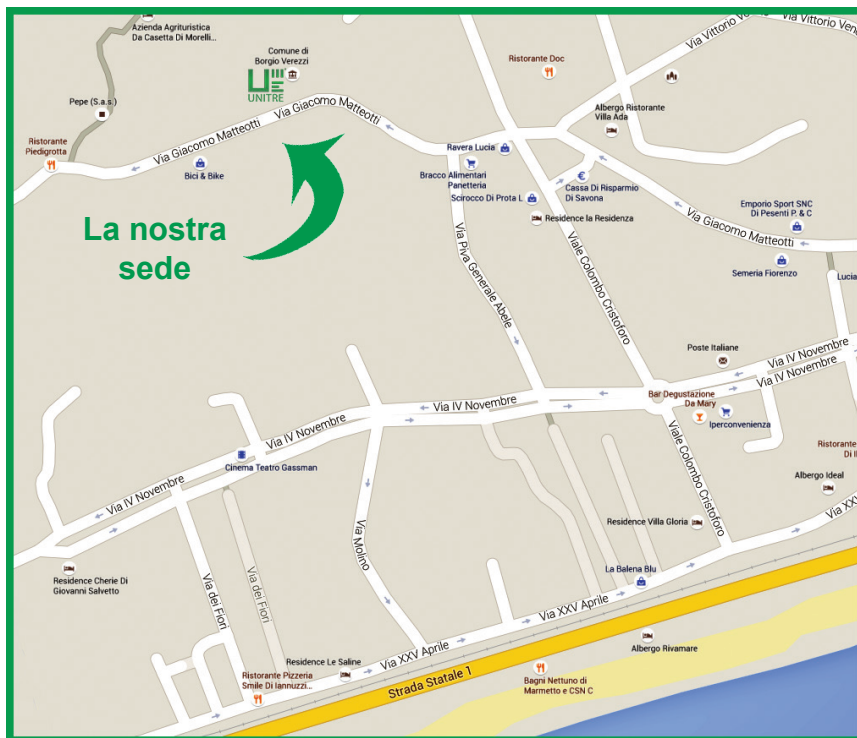 Azienda Agrituristica
Da Casetta Di Morelli...
Via Vittorio Veneto
Via Vittorio Ven
Comune di
Borgio Verezzi
Ristorante Doc
UNITRE
Pepe (S.a.s.)
Via Giacomo Matteotti
Via Giacomo Matteotti
Albergo Ristorante
Villa Ada
Ristorante
Piedigrotta
Ravera Lucia
Bici & Bike
Bracco Alimentari
Panetteria
Cassa Di Risparmio
Di Savona
Scirocco Di Prota L
Residence la Residenza
Emporio Sport SNC
Di Pesenti P. & C
La nostra
sede
Via Giacomo Matteotti
Via Piva Generale Abele
Viale Colombo Cristoforo
Semeria Fiorenzo
Lucia
Poste Italiane
Via IV Novembre
Via IV Novembre
Bar Degustazione
Da Mary
Via IV Novembre
Iperconvenienza
Via IV Novembre
Cinema Teatro Gassman
Viale Colombo Cristoforo
Ristorante
Di I
Albergo Ideal
Via IV Novembre
Via XX
Residence Villa Gloria
Via Molmo
Residence Cherie Di
Giovanni Salvetto
Via dei Fiori
Via dei Fiori
La Balena Blu
Via XXV Aprile
Albergo Rivamare
Via XXV Aprile
Residence Le Saline
Ristorante Pizzeria
Smile Di Iannuzzi...
Strada Statale 1
Bagni Nettuno di
Marmetto e CSN C